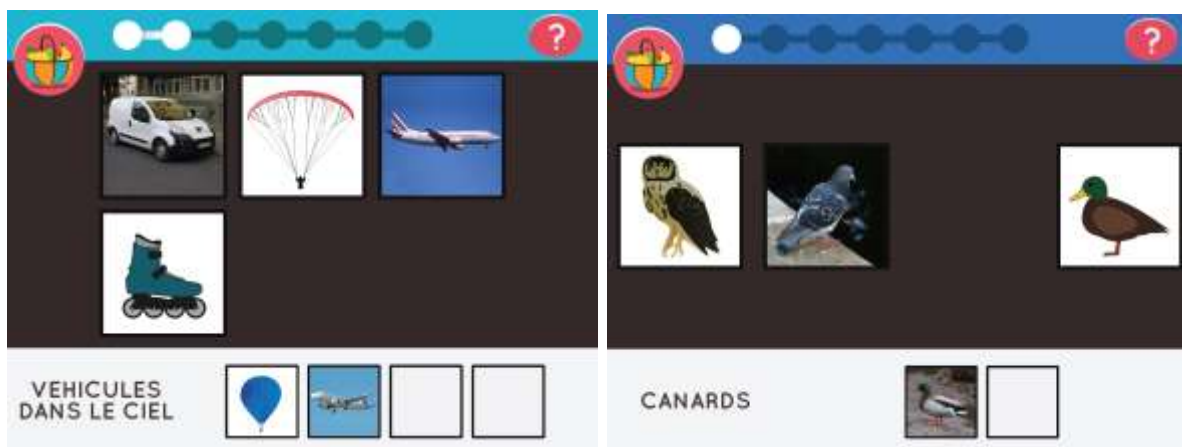 ?
?
VEHICULES
DANS LE CIEL
CANARDS